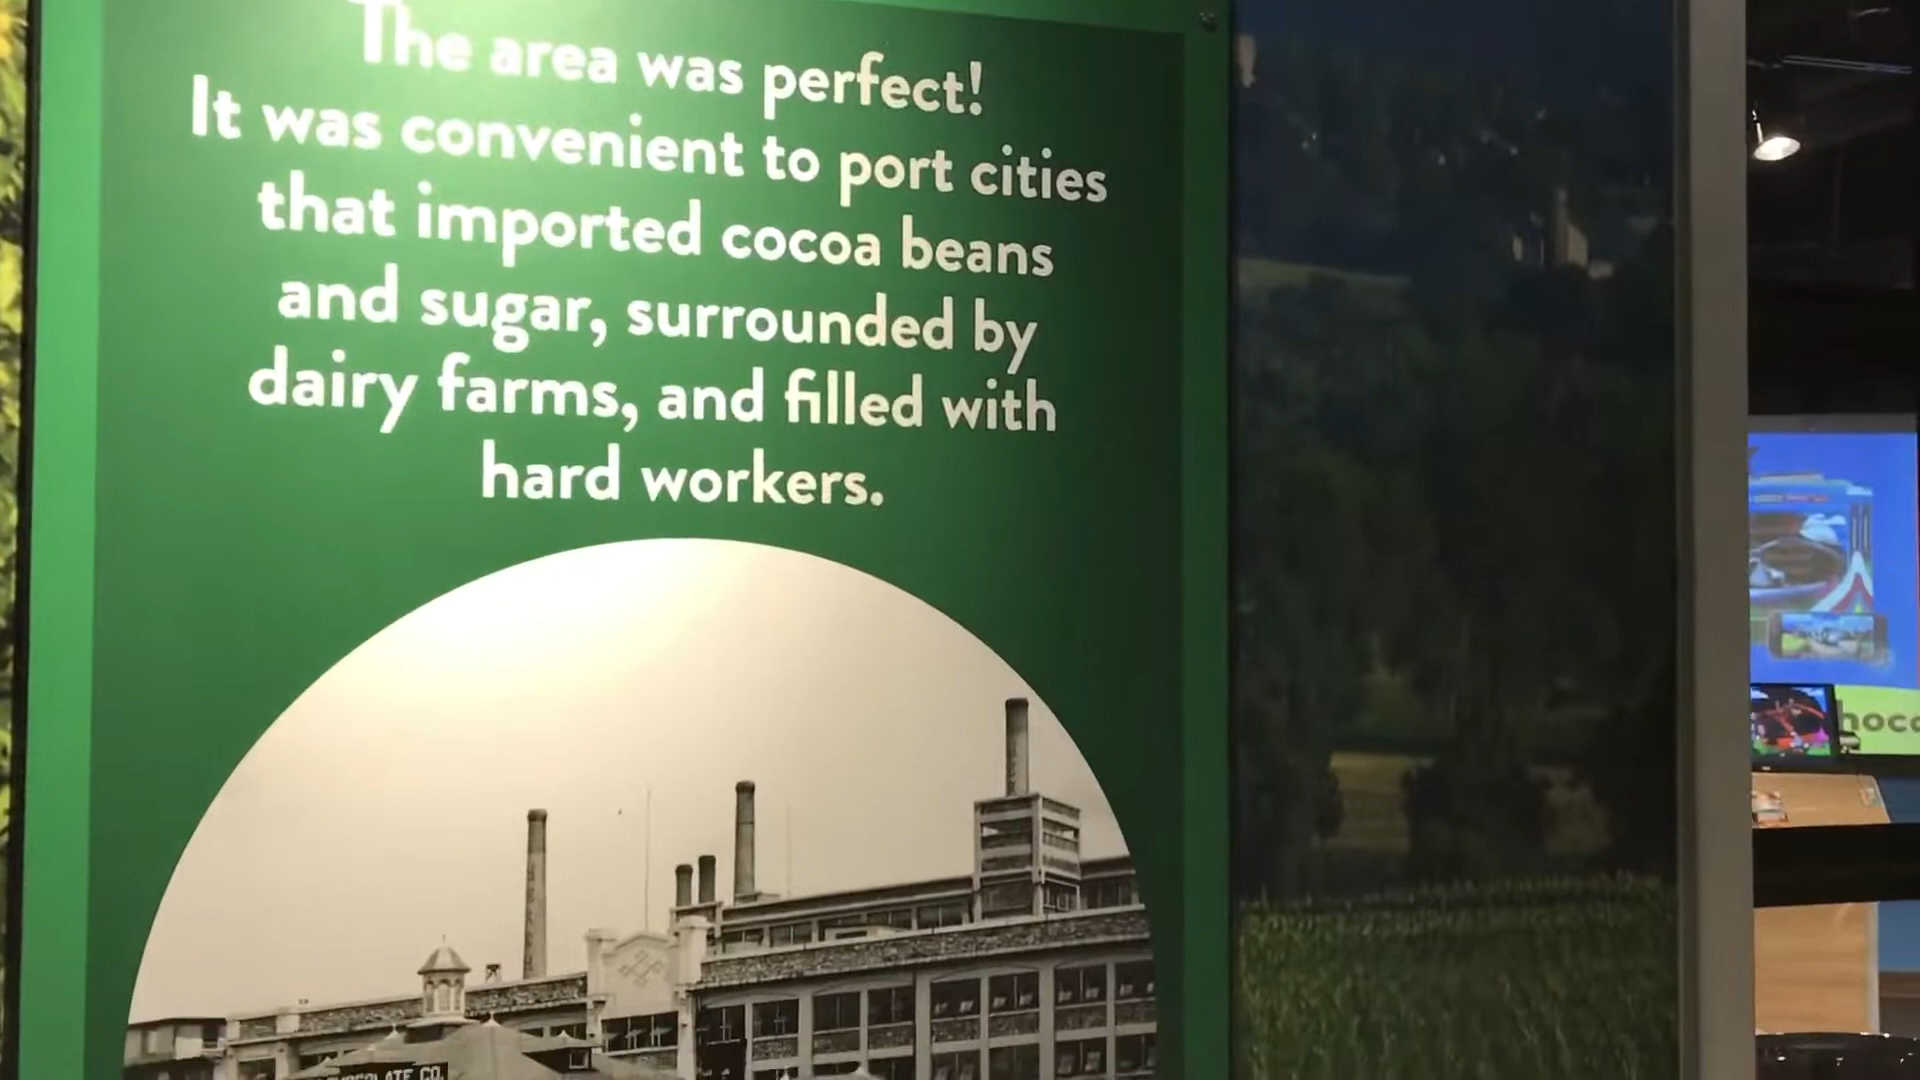 The area was perfect!
It was convenient to port cities
that imported cocoa beans
and sugar, surrounded by
dairy farms, and filled with
hard workers.
CO.